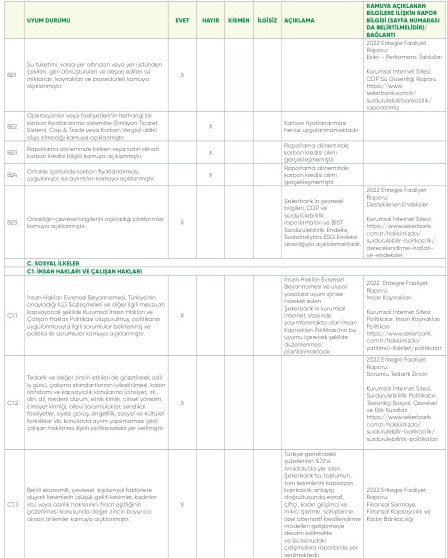 UYUM DURUMU
EVET
HAYIR
KISMEN
İLGİSİZ
AÇIKLAMA
KAMUYA AÇIKLANAN
BİLGİLERE İLİŞKİN RAPOR
BİLGİSİ (SAYFA NUMARASI
DA BELİRTİLMELİDİR)/
BAĞLANTI
B21
Su tüketimi, varsa yer altından veya yer üstünden
çekilen, geri dönüştürülen ve deşarj edilen su
miktarları, kaynakları ve prosedürleri kamuya
açıklanmıştır.
X
2022 Entegre Faaliyet
Raporu:
Ekler - Performans Tabloları
Kurumsal İnternet Sitesi:
CDP Su Güvenliği Raporu
https://www.
sekerbank.com.tr/
surdurulebilirbankacilik/
raporlarimiz
B22
Operasyonlar veya faaliyetlerinin herhangi bir
karbon fiyatlandırma sistemine (Emisyon Ticaret
Sistemi, Cap & Trade veya Karbon Vergisi) dâhil
olup olmadığı kamuya açıklanmıştır.
X
Karbon fiyatlandırması
henüz uygulanmamaktadır.
B23
Raporlama döneminde biriken veya satın alınan
karbon kredisi bilgisi kamuya açıklanmıştır.
X
Raporlama döneminde
karbon kredisi alımı
gerçekleşmemiştir.
B24
Ortaklık içerisinde karbon fiyatlandırması
uygulanıyor ise ayrıntıları kamuya açıklanmıştır.
X
Raporlama döneminde
karbon kredisi alımı
gerçekleşmemiştir.
B25
Ortaklığın çevresel bilgilerini açıkladığı platformlar
kamuya açıklanmıştır.
X
Şekerbank'ın çevresel
bilgileri, CDP ve
sürdürülebilirlik
raporlamaları ve BIST
Sürdürülebilirlik Endeksi,
Sustainalytics ESG Endeksi
aracılığıyla açıklanmaktadır.
2022 Entegre Faaliyet
Raporu:
Desteklenen Endeksler
Kurumsal İnternet Sitesi:
https://www.sekerbank.
com.tr/hakkimizda/
surdurulebilir-bankacilik/
derecelendirme-notlari-
ve-endeksler
C. SOSYAL İLKELER
C1. İNSAN HAKLARI VE ÇALIŞAN HAKLARI
C1.1
İnsan Hakları Evrensel Beyannamesi, Türkiye'nin
onayladığı ILO Sözleşmeleri ve diğer ilgili mevzuatı
kapsayacak şekilde Kurumsal İnsan Hakları ve
Çalışan Hakları Politikası oluşturulmuş, politikanın
uygulanmasıyla ilgili sorumlular belirlenmiş ve
politika ile sorumlular kamuya açıklanmıştır.
X
İnsan Hakları Evrensel
Beyannamesi ve ulusal
yasalara uyum içinde
hareket eden
Şekerbank'ın kurumsal
internet sitesinde
yayımlanmakta olan İnsan
Kaynakları Politikası'nın bu
uyumu içerecek şekilde
düzenlenmesi
planlanmaktadır.
2022 Entegre Faaliyet
Raporu:
İnsan Kaynakları
Kurumsal İnternet Sitesi:
Politikalar, İnsan Kaynakları
Politikası
https://www.sekerbank.
com.tr/hakkimizda/
yatirimci-iliskileri/politikalar
C1.2
Tedarik ve değer zinciri etkileri de gözetilerek adil
iş gücü, çalışma standartlarının iyileştirilmesi, kadın
istihdamı ve kapsayıcılık konularına (cinsiyet, ırk,
din, dil, medeni durum, etnik kimlik, cinsel yönelim,
cinsiyet kimliği, ailevi sorumluluklar, sendikal
faaliyetler, siyasi görüş, engellilik, sosyal ve kültürel
farklılıklar vb. konularda ayrım yapılmaması gibi)
çalışan haklarına ilişkin politikasında yer verilmiştir.
X
2022 Entegre Faaliyet
Raporu:
Sorumlu Tedarik Zinciri
Kurumsal İnternet Sitesi:
Sürdürülebilirlik Politikaları
Tedarikçi Sosyal, Çevresel
ve Etik Kuralları
https://www.sekerbank.
com.tr/hakkimizda/
surdurulebilir-bankacilik/
surdurulebilirlik-politikalari
C1.3
Belirli ekonomik, çevresel, toplumsal faktörlere
duyarlı kesimlerin (düşük gelirli kesimler, kadınlar
vb.) veya azınlık haklarının/fırsat eşitliğinin
gözetilmesi konusunda değer zinciri boyunca
alınan önlemler kamuya açıklanmıştır.
X
Türkiye genelindeki
şubelerinin %72'si
Anadolu'da yer alan
Şekerbank'ta, toplumun
tüm kesimlerini kapsayan
bankacılık anlayışı
doğrultusunda esnaf,
çiftçi, kadın girişimci ve
mikro işletme sahiplerine
özel alternatif kredilendirme
modelleri geliştirmeye
devam edilmekte
ve bu konudaki
çalışmalara raporlarda yer
verilmektedir.
2022 Entegre Faaliyet
Raporu:
Finansal Sermaye,
Finansal Kapsayıcılık ve
Kadın Bankacılığı